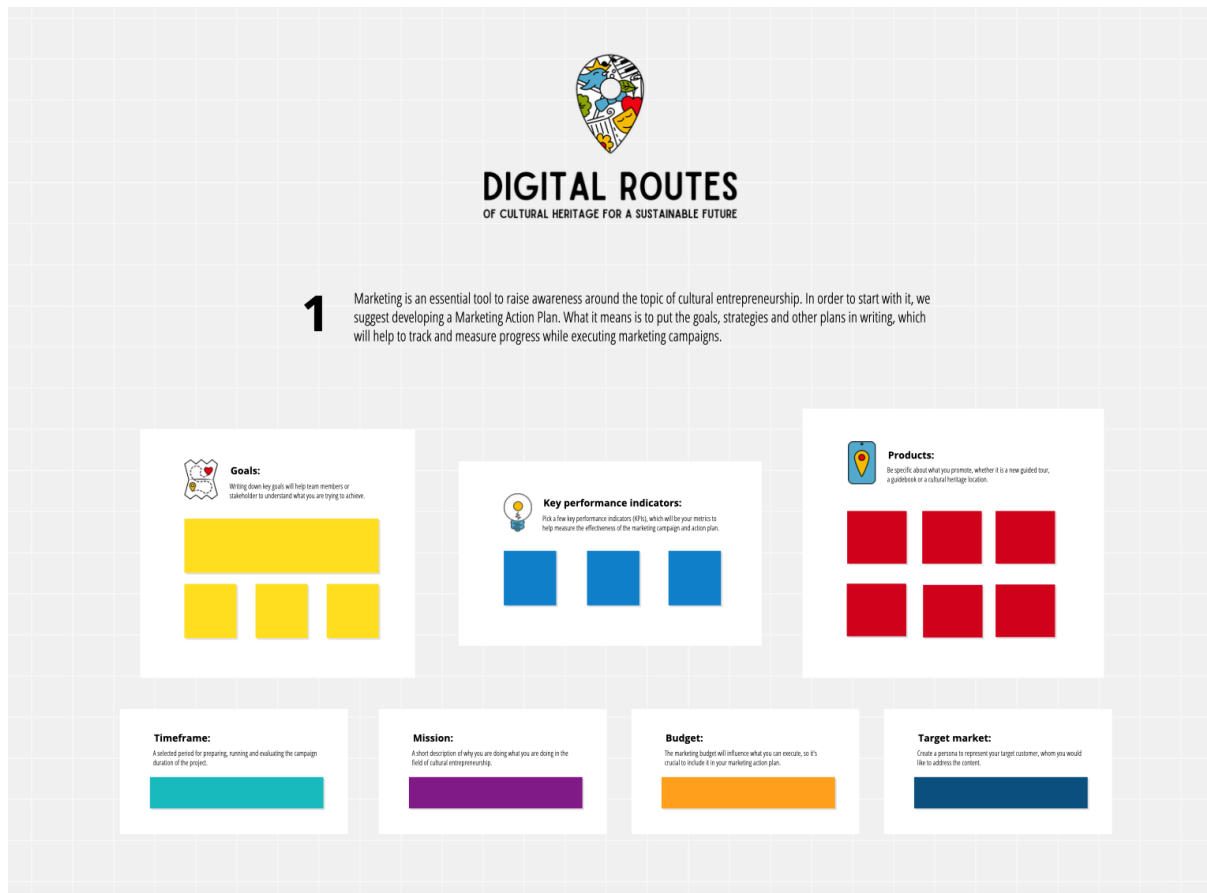 DIGITAL ROUTES
OF CULTURAL HERITAGE FOR A SUSTAINABLE FUTURE
1
Marketing is an essential tool to raise awareness around the topic of cultural entrepreneurship. In order to start with it, we
suggest developing a Marketing Action Plan. What it means is to put the goals, strategies and other plans in writing, which
will help to track and measure progress while executing marketing campaigns.
Goals:
Writing down key goals will help team members or
stakeholder to understand what you are trying to achieve.
Key performance indicators:
Pick a few key performance indicators (KPIs), which will be your metrics to
help measure the effectiveness of the marketing campaign and action plan.
Products:
Be specific about what you promote, whether it is a new guided tour,
a guidebook or a cultural heritage location.
Timeframe:
A selected period for preparing, running and evaluating the campaign
duration of the project.
Mission:
A short description of why you are doing what you are doing in the
field of cultural entrepreneurship.
Budget:
The marketing budget will influence what you can execute, so it's
crucial to include it in your marketing action plan.
Target market:
Create a persona to represent your target customer, whom you would
like to address the content.